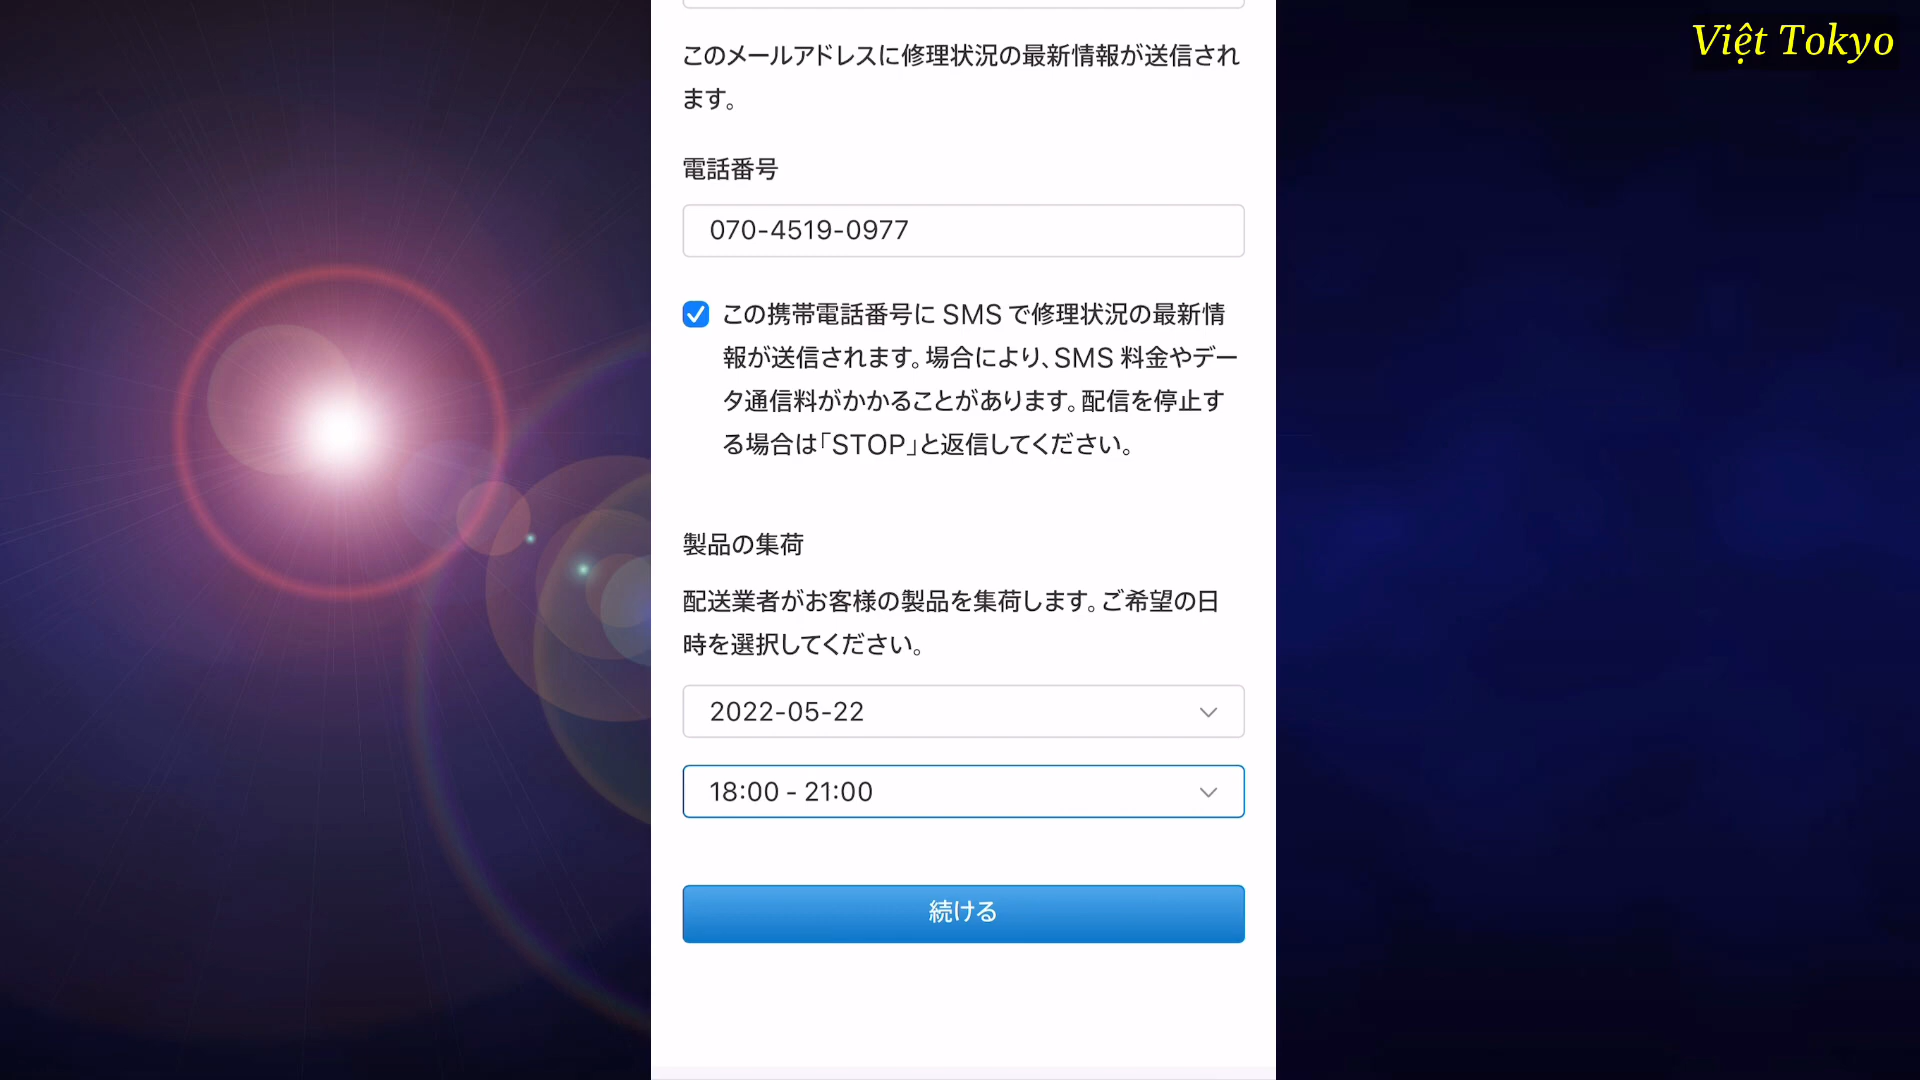 Việt Tokyo
このメールアドレスに修理状況の最新情報が送信され
ます。
電話番号
070-4519-0977
この携帯電話番号に SMS で修理状況の最新情
報が送信されます。場合により、SMS 料金やデー
タ通信料がかかることがあります。配信を停止す
る場合は「STOP」と返信してください。
製品の集荷
配送業者がお客様の製品を集荷します。ご希望の日
時を選択してください。
2022-05-22
18:00 - 21:00
続ける